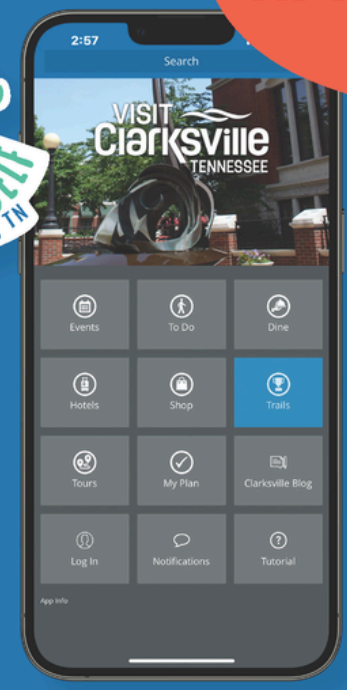 2:57
Search
VISIT
Clarksville
TENNESSEE
Events
To Do
Dine
Hotels
Shop
Trails
Tours
My Plan
Clarksville Blog
Log In
Notifications
Tutorial
App Info
TN